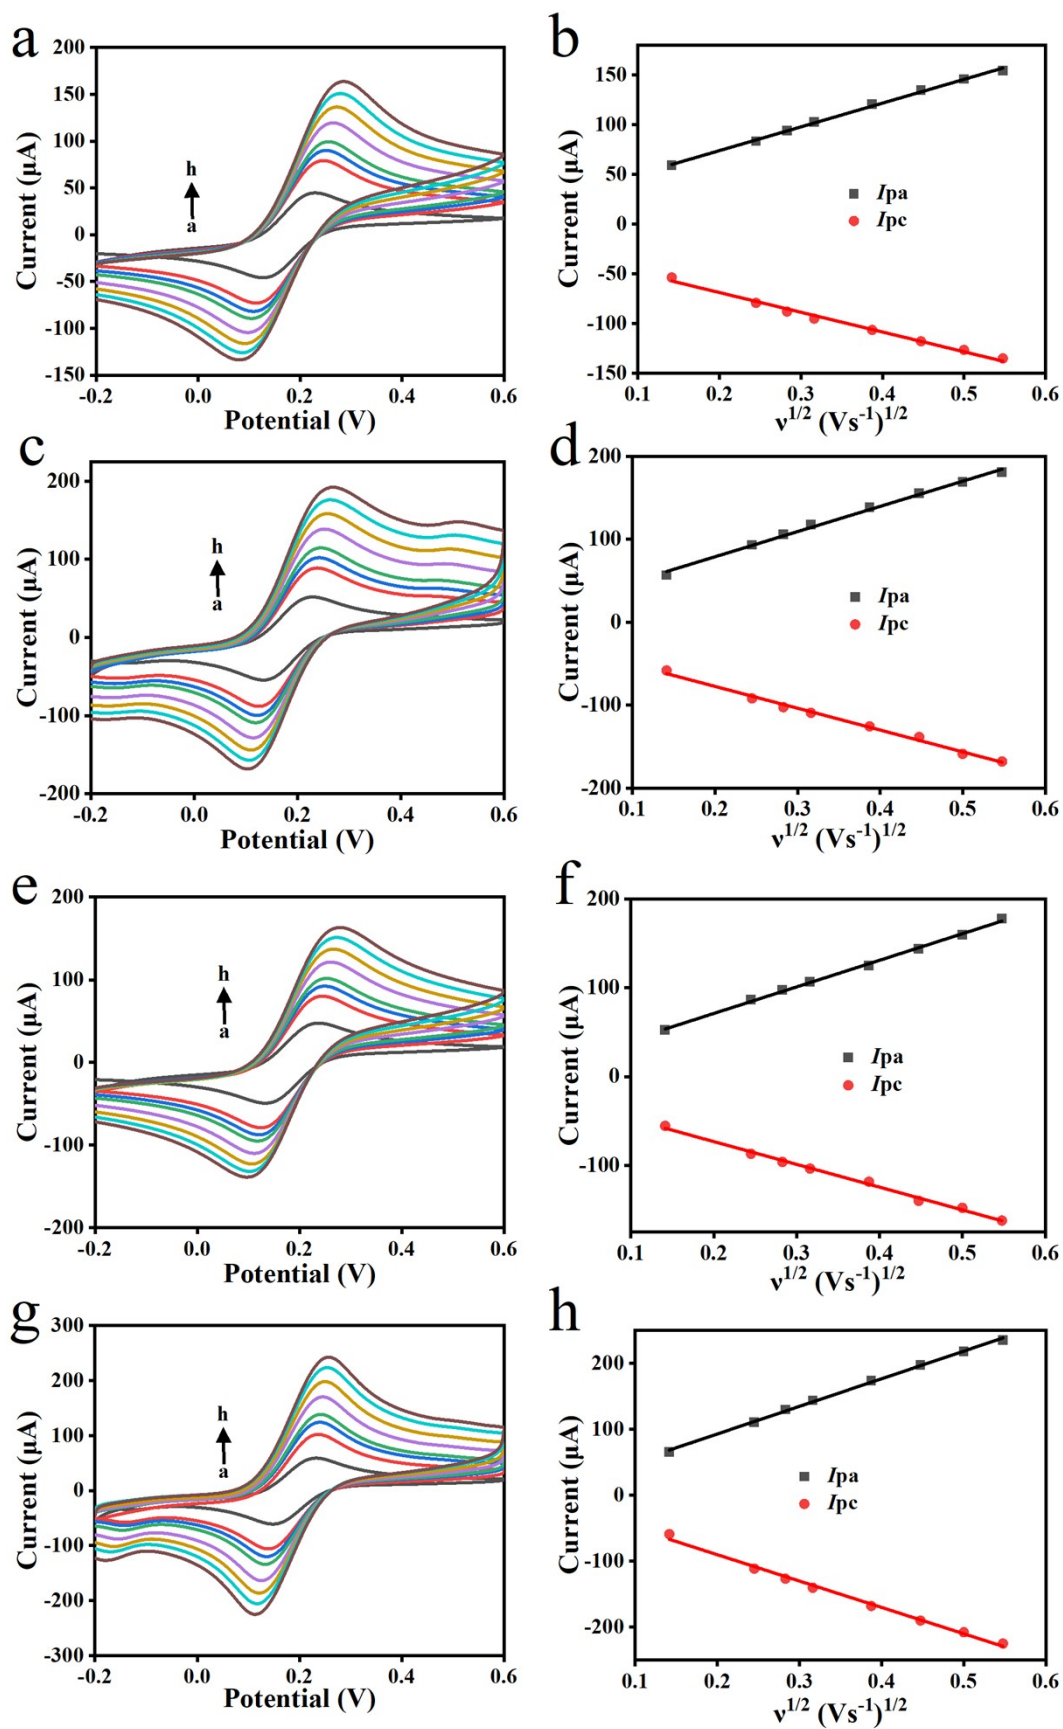 a
200
150
100
50
0
-50
-100
-150
Current (µA)
h
a
-0.2 0.0 0.2 0.4 0.6
Potential (V)
b
150
100
50
0
-50
-100
-150
Current (µA)
Ipa
Ipc
0.1 0.2 0.3 0.4 0.5 0.6
ν1/2 (Vs-1)1/2
c
200
100
0
-100
-200
Current (µA)
h
a
-0.2 0.0 0.2 0.4 0.6
Potential (V)
d
200
100
0
-100
-200
Current (µA)
Ipa
Ipc
0.1 0.2 0.3 0.4 0.5 0.6
ν1/2 (Vs-1)1/2
e
200
100
0
-100
-200
Current (µA)
h
a
-0.2 0.0 0.2 0.4 0.6
Potential (V)
f
200
100
0
-100
Current (µA)
Ipa
Ipc
0.1 0.2 0.3 0.4 0.5 0.6
ν1/2 (Vs-1)1/2
g
300
200
100
0
-100
-200
-300
Current (µA)
h
a
-0.2 0.0 0.2 0.4 0.6
Potential (V)
h
200
100
0
-100
-200
Current (µA)
Ipa
Ipc
0.1 0.2 0.3 0.4 0.5 0.6
ν1/2 (Vs-1)1/2